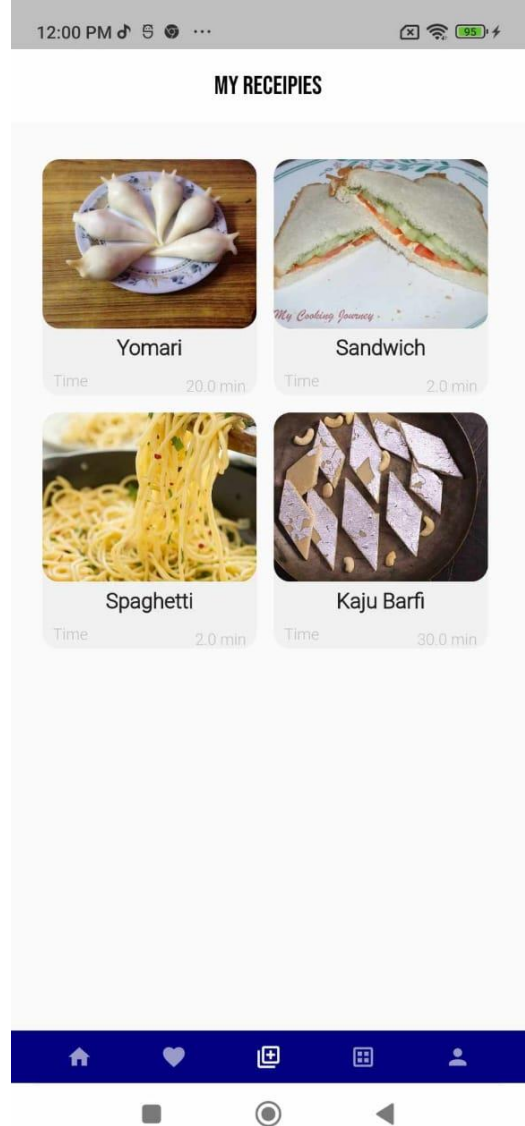 12:00 PM
95
MY RECEIPIES
My Cooking Journey
Yomari
Sandwich
Time
20.0 min
Time
2.0 min
Spaghetti
Kaju Barfi
Time
2.0 min
Time
30.0 min